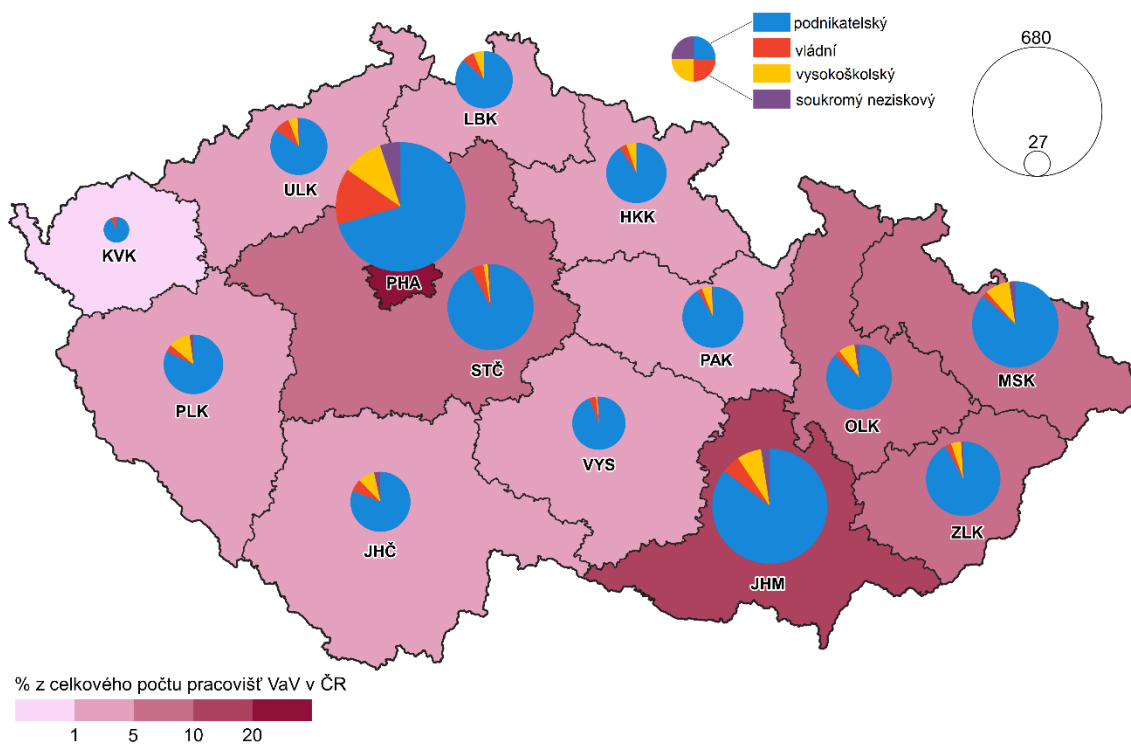 podnikatelský
vládní
vysokoškolský
soukromý neziskový
680
27
LBK
ULK
HKK
KVK
PHA
STČ
PAK
MSK
PLK
OLK
VYS
JHČ
ZLK
JHM
% z celkového počtu pracovišť VaV v ČR
1 5 10 20